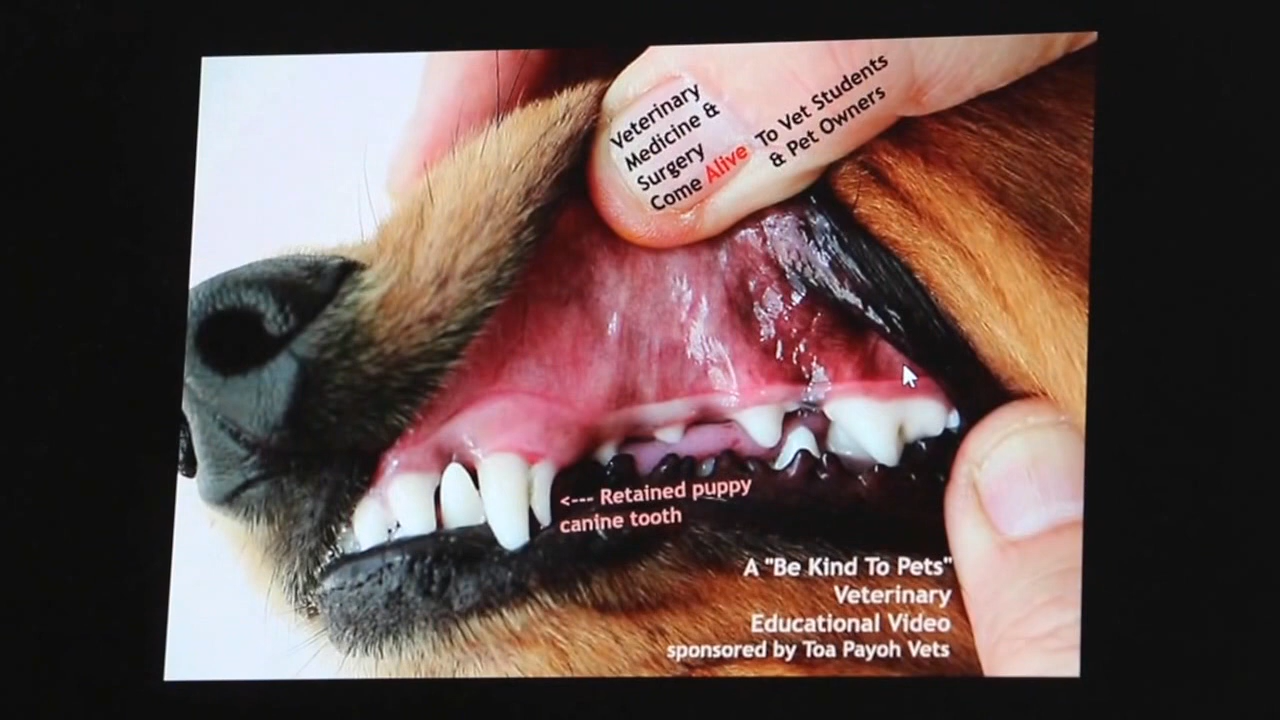 Veterinary
Medicine &
Surgery
Come Alive To Vet Students
& Pet Owners
<--- Retained puppy
canine tooth
A "Be Kind To Pets"
Veterinary
Educational Video
sponsored by Toa Payoh Vets